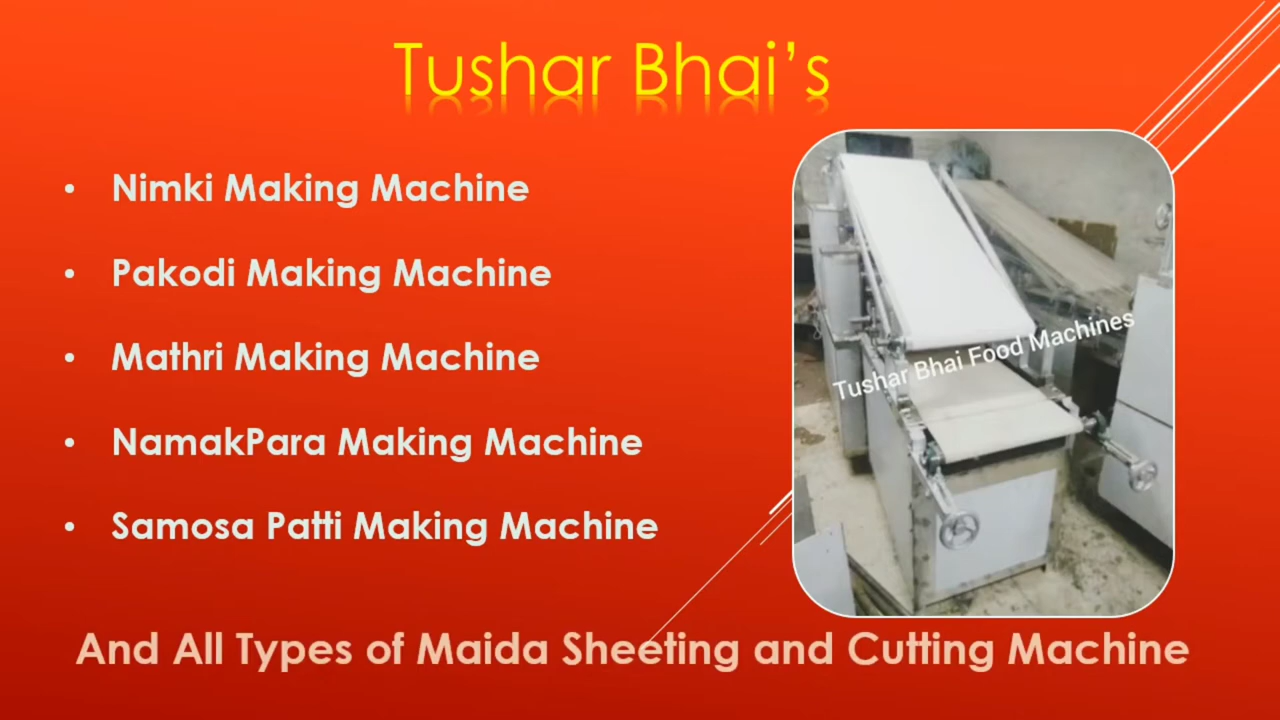 Tushar Bhai's
• Nimki Making Machine
• Pakodi Making Machine
• Mathri Making Machine
• NamakPara Making Machine
• Samosa Patti Making Machine
Tushar Bhai Food Machines
And All Types of Maida Sheeting and Cutting Machine